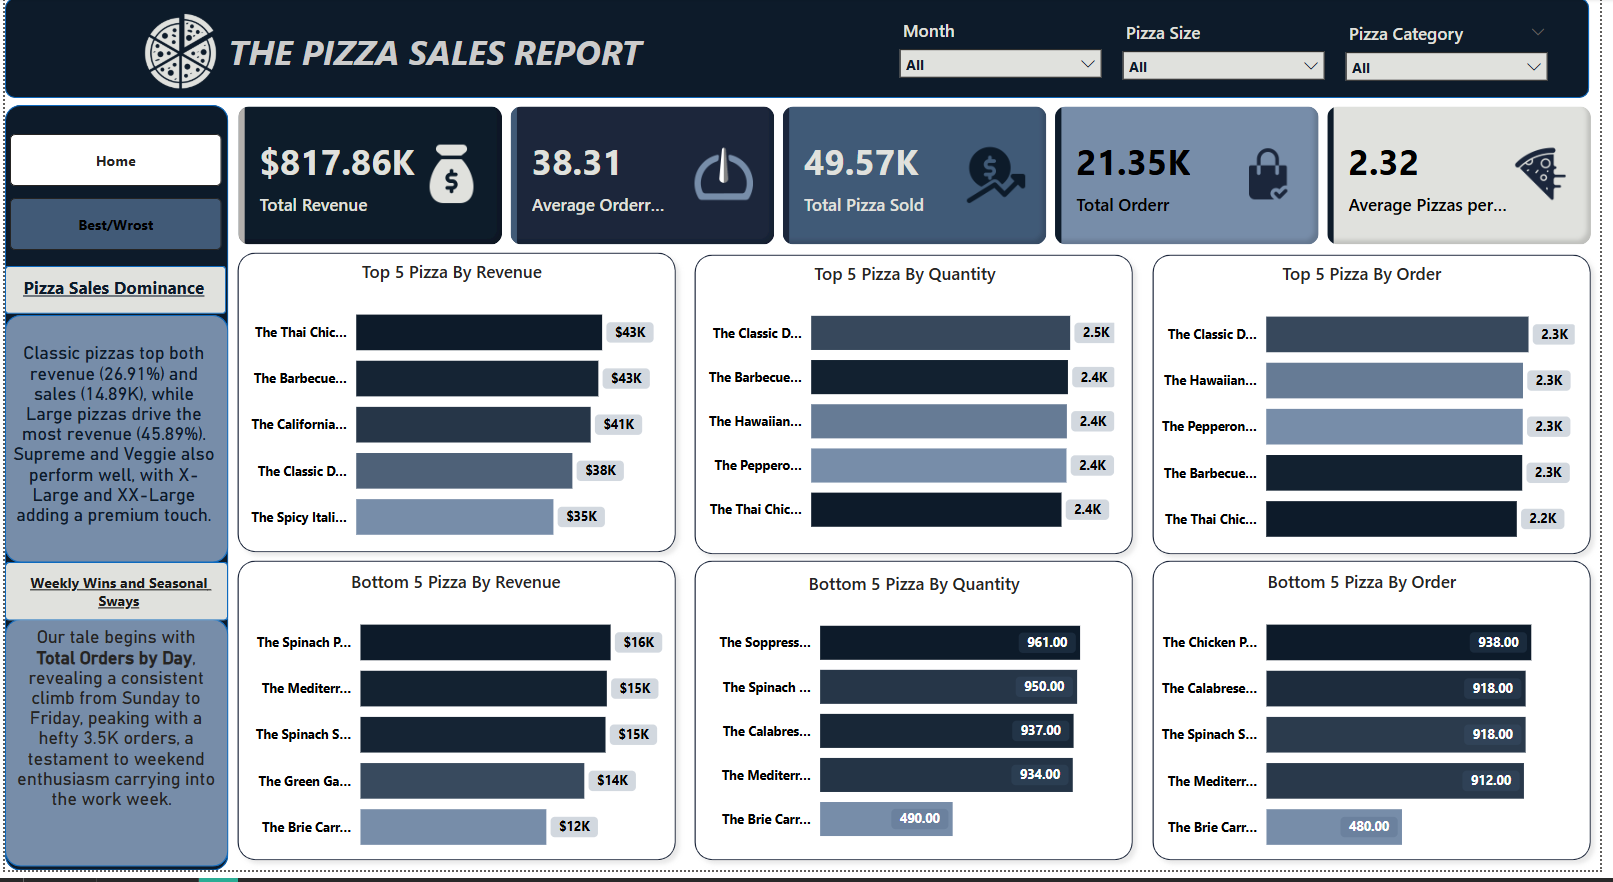 THE PIZZA SALES REPORT
Month
All
Pizza Size
All
Pizza Category
All
Home
Best/Wrost
Pizza Sales Dominance
Classic pizzas top both
revenue (26.91%) and
sales (14.89K), while
Large pizzas drive the
most revenue (45.89%).
Supreme and Veggie also
perform well, with X-
Large and XX-Large
adding a premium touch.
Weekly Wins and Seasonal
Sways
Our tale begins with
Total Orders by Day,
revealing a consistent
climb from Sunday to
Friday, peaking with a
hefty 3.5K orders, a
testament to weekend
enthusiasm carrying into
the work week.
$817.86K
Total Revenue
38.31
Average Orderr...
49.57K
Total Pizza Sold
21.35K
Total Orderr
2.32
Average Pizzas per...
Top 5 Pizza By Revenue
The Thai Chic... $43K
The Barbecue... $43K
The California... $41K
The Classic D... $38K
The Spicy Itali... $35K
Top 5 Pizza By Quantity
The Classic D... 2.5K
The Barbecue... 2.4K
The Hawaiian... 2.4K
The Peppero... 2.4K
The Thai Chic... 2.4K
Top 5 Pizza By Order
The Classic D... 2.3K
The Hawaiian... 2.3K
The Pepperon... 2.3K
The Barbecue... 2.3K
The Thai Chic... 2.2K
Bottom 5 Pizza By Revenue
The Spinach P... $16K
The Mediterr... $15K
The Spinach S... $15K
The Green Ga... $14K
The Brie Carr... $12K
Bottom 5 Pizza By Quantity
The Soppress... 961.00
The Spinach ... 950.00
The Calabres... 937.00
The Mediterr... 934.00
The Brie Carr... 490.00
Bottom 5 Pizza By Order
The Chicken P... 938.00
The Calabrese... 918.00
The Spinach S... 918.00
The Mediterr... 912.00
The Brie Carr... 480.00